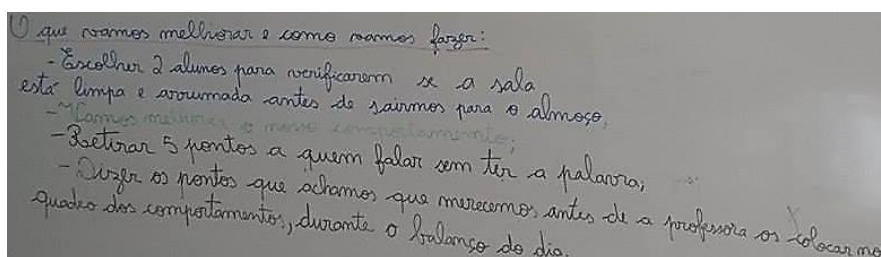 O que vamos melhorar e como vamos fazer:
- Escolher 2 alunos para verificarem se a sala
está limpa e arrumada antes de sairmos para o almoço,
- Vamos melhorar o nosso comportamento;
- Retirar 5 pontos a quem falar sem ter a palavra;
- Dizer os pontos que achamos que merecemos antes de a professora os colocar no
quadro dos comportamentos, durante o balanço do dia.